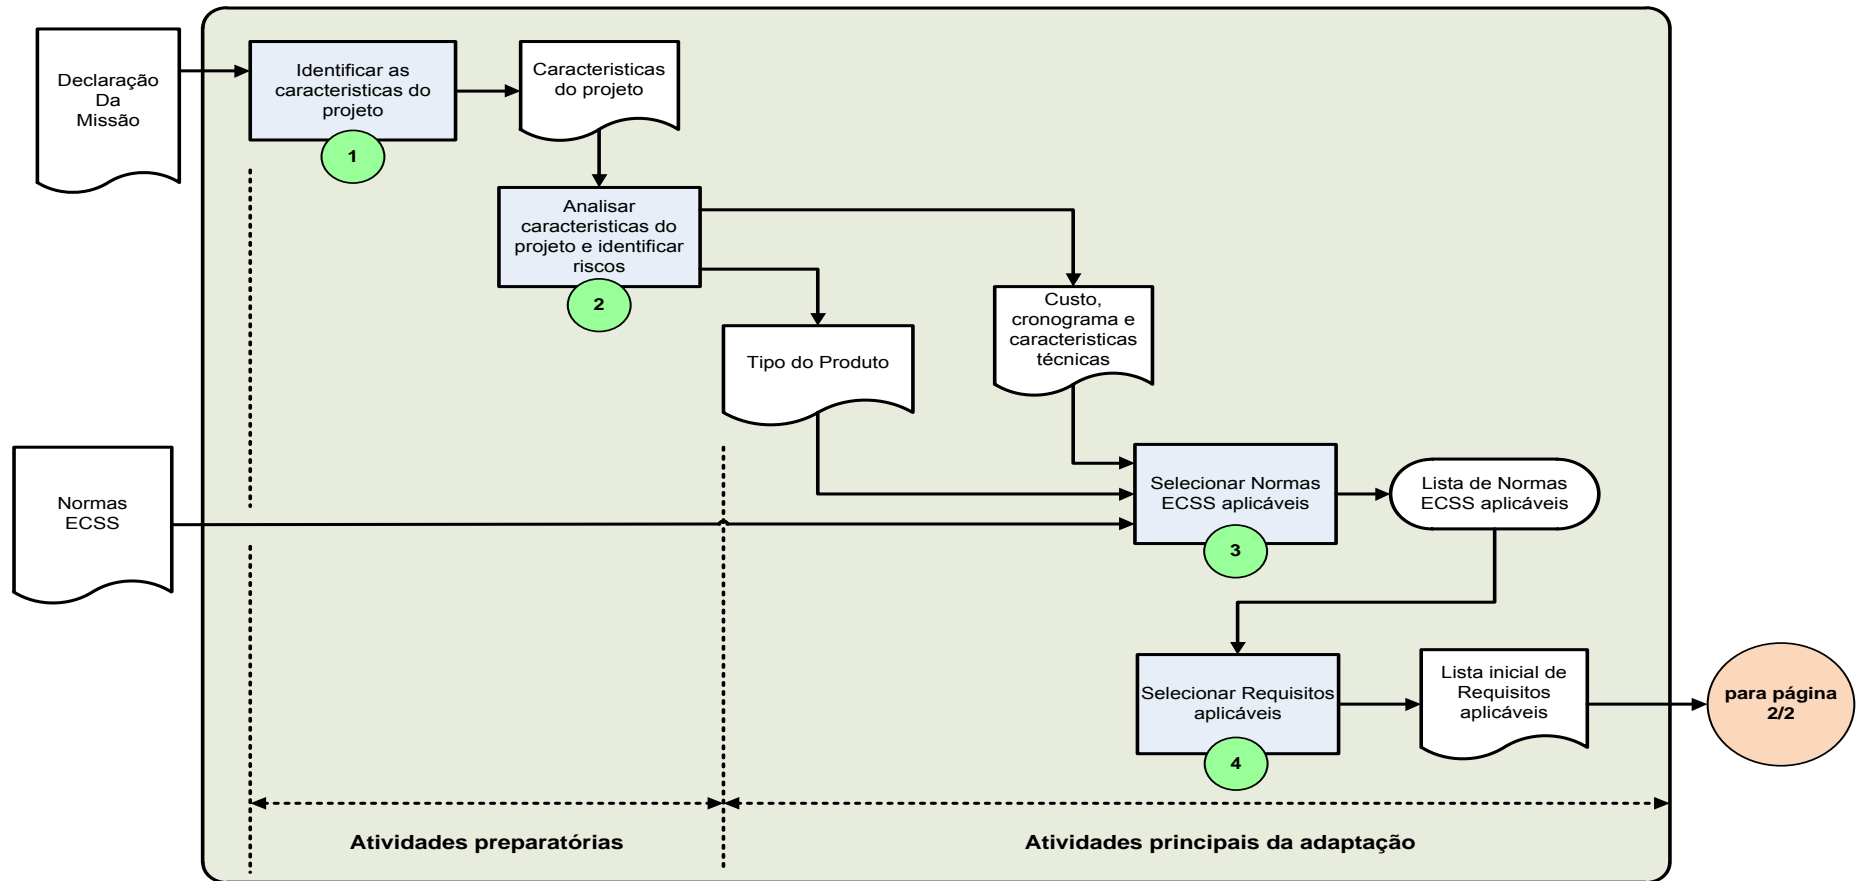 Declaração
Da
Missão
Identificar as
caracteristicas do
projeto
1
Caracteristicas
do projeto
Analisar
caracteristicas do
projeto e identificar
riscos
2
Tipo do Produto
Custo,
cronograma e
caracteristicas
técnicas
Normas
ECSS
Selecionar Normas
ECSS aplicáveis
3
Lista de Normas
ECSS aplicáveis
Selecionar Requisitos
aplicáveis
4
Lista inicial de
Requisitos
aplicáveis
para página
2/2
Atividades preparatórias
Atividades principais da adaptação